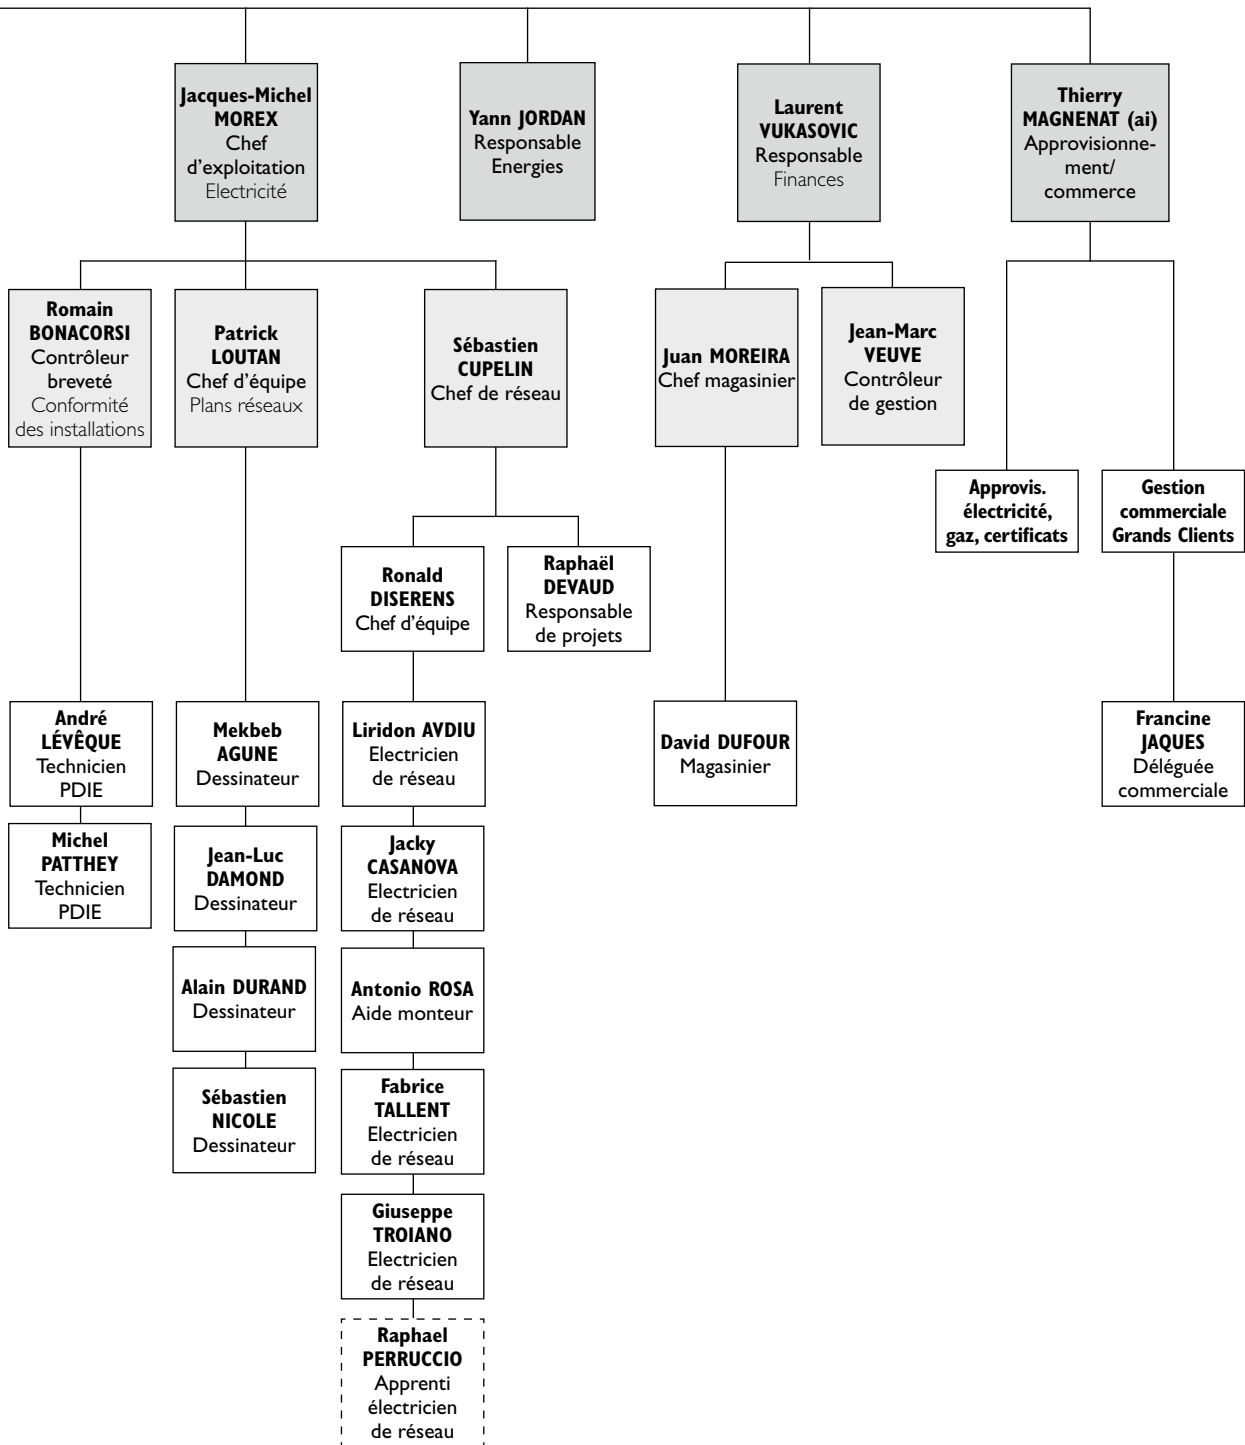 Jacques-Michel
MOREX
Chef
d'exploitation
Electricité
Yann JORDAN
Responsable
Energies
Laurent
VUKASOVIC
Responsable
Finances
Thierry
MAGNENAT (ai)
Approvisionne-
ment/
commerce
Romain
BONACORSI
Contrôleur
breveté
Conformité
des installations
Patrick
LOUTAN
Chef d'équipe
Plans réseaux
Sébastien
CUPELIN
Chef de réseau
Juan MOREIRA
Chef magasinier
Jean-Marc
VEUVE
Contrôleur
de gestion
Approvis.
électricité,
gaz, certificats
Gestion
commerciale
Grands Clients
Ronald
DISERENS
Chef d'équipe
Raphaël
DEVAUD
Responsable
de projets
André
LÉVÊQUE
Technicien
PDIE
Mekbeb
AGUNE
Dessinateur
Liridon AVDIU
Electricien
de réseau
David DUFOUR
Magasinier
Francine
JAQUES
Déléguée
commerciale
Michel
PATTHEY
Technicien
PDIE
Jean-Luc
DAMOND
Dessinateur
Jacky
CASANOVA
Electricien
de réseau
Alain DURAND
Dessinateur
Antonio ROSA
Aide monteur
Sébastien
NICOLE
Dessinateur
Fabrice
TALLENT
Electricien
de réseau
Giuseppe
TROIANO
Electricien
de réseau
Raphael
PERRUCCIO
Apprenti
électricien
de réseau